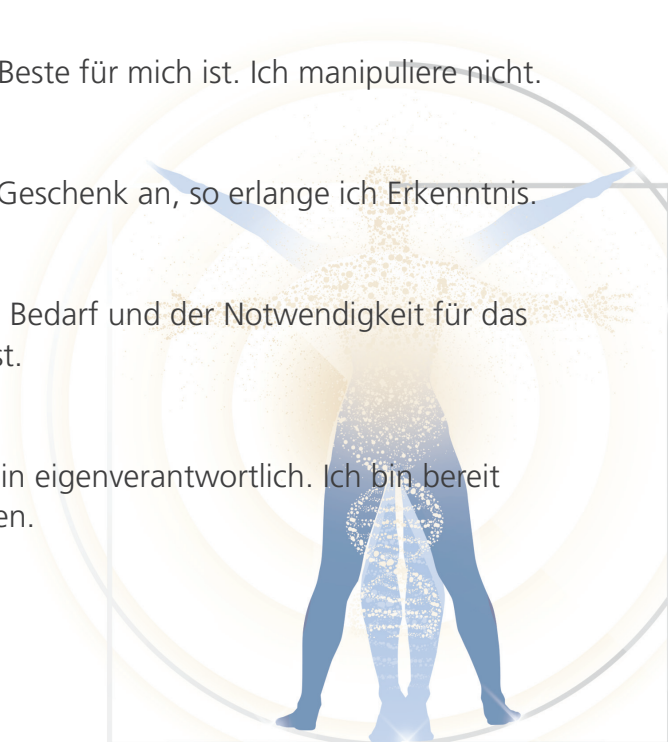 Beste für mich ist. Ich manipuliere nicht.
Geschenk an, so erlange ich Erkenntnis.
Bedarf und der Notwendigkeit für das
st.
in eigenverantwortlich. Ich bin bereit
en.